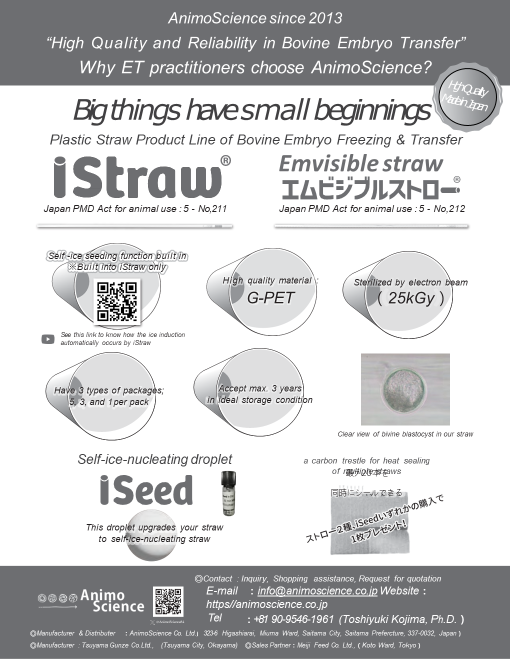 AnimoScience since 2013
“High Quality and Reliability in Bovine Embryo Transfer”
Why ET practitioners choose AnimoScience?
High Quality
Made in Japan
Big things have small beginnings
Plastic Straw Product Line of Bovine Embryo Freezing & Transfer
iStraw®
Japan PMD Act for animal use : 5 - No,211
Emvisible straw
エムビジブルストロー®
Japan PMD Act for animal use : 5 - No,212
Self-ice seeding function built in
※Built into iStraw only
See this link to know how the ice induction
automatically occurs by iStraw
High quality material :
G-PET
Sterilized by electron beam
( 25kGy )
Have 3 types of packages;
5, 3, and 1per pack
Accept max. 3 years
in ideal storage condition
Clear view of bivine blastocyst in our straw
Self-ice-nucleating droplet
iSeed
This droplet upgrades your straw
to self-ice-nucleating straw
a carbon trestle for heat sealing
of multiple straws
最大20本を
同時にシールできる
ストロー2種、iSeedいずれかの購入で
1枚プレゼント!
Animo
Science
◎Contact : Inquiry, Shopping assistance, Request for quotation
E-mail : info@animoscience.co.jp Website :
https//animoscience.co.jp
Tel : +81 90-9546-1961 (Toshiyuki Kojima, Ph.D. )
◎Manufacturer & Distributer : AnimoScience Co. Ltd.) 323-6 Higashiarai, Muma Ward, Saitama City, Saitama Prefercture, 337-0032, Japan )
◎Manufacturer : Tsuyama Gunze Co.Ltd., (Tsuyama City, Okayama) ◎Sales Partner : Meiji Feed Co. Ltd., ( Koto Ward, Tokyo )